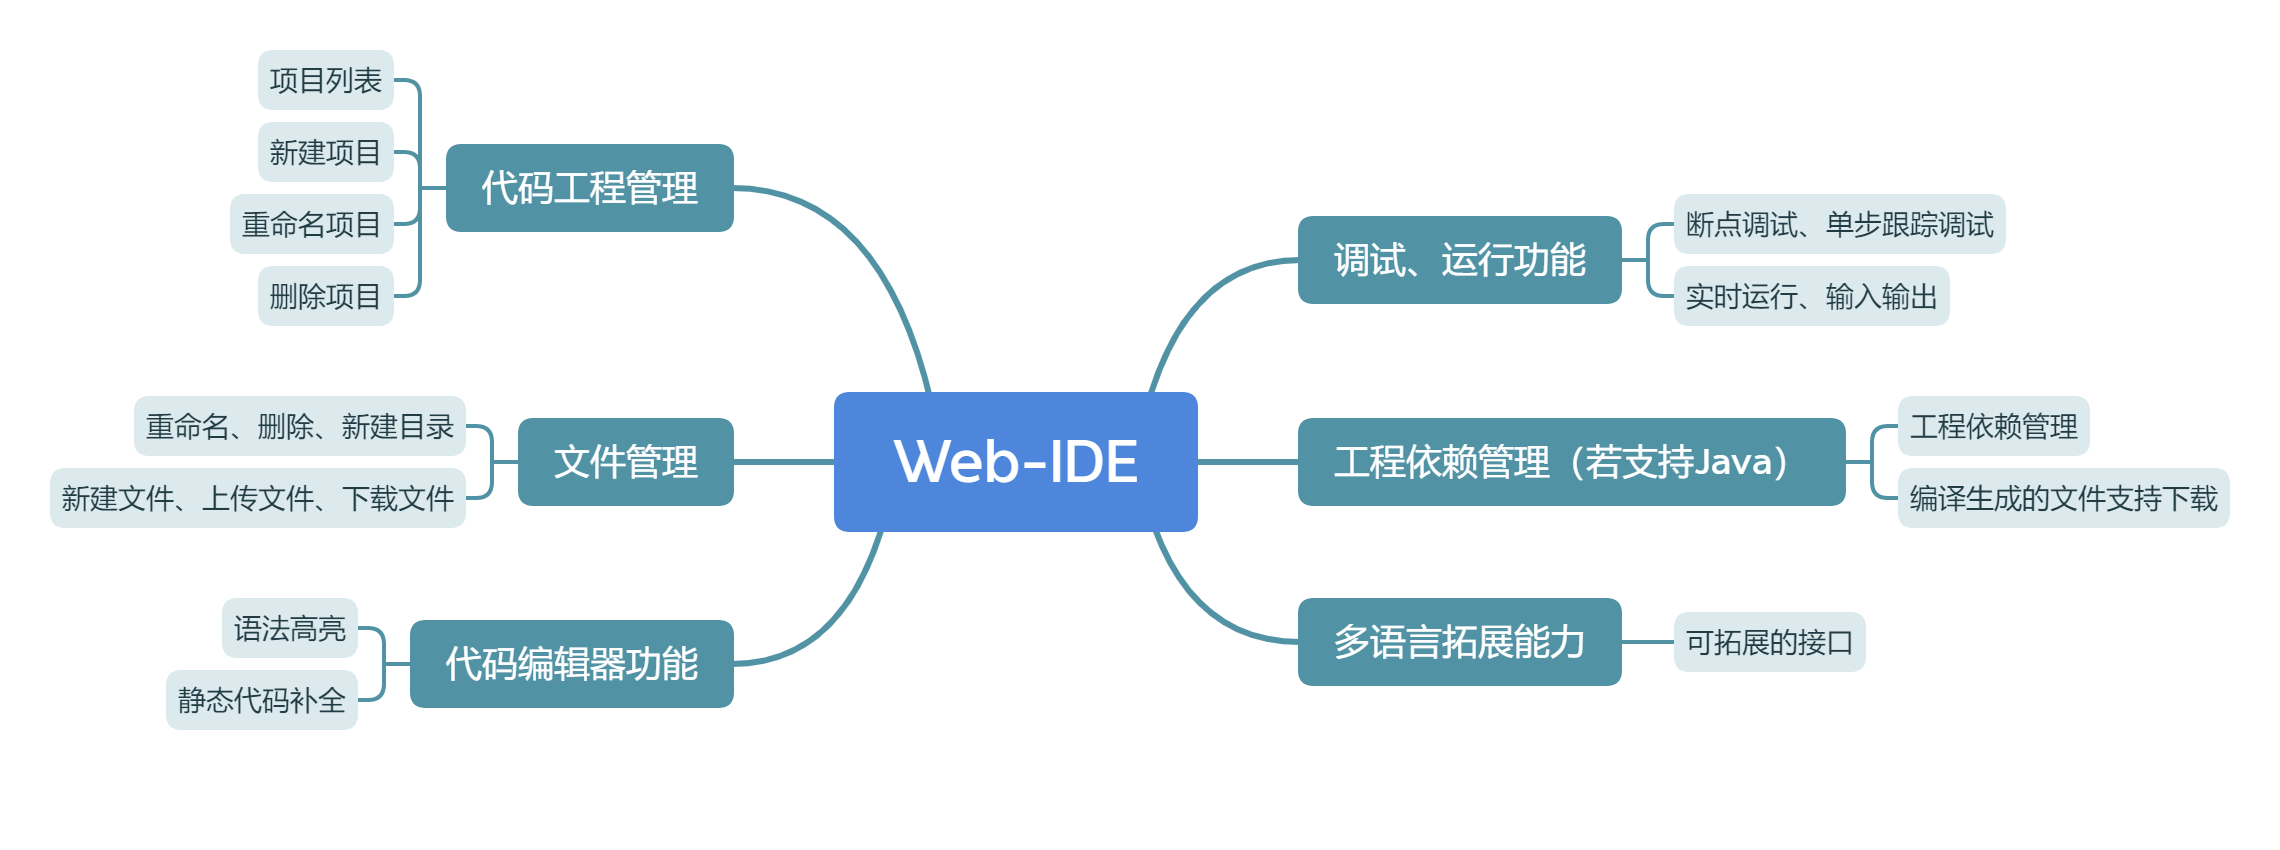 Web-IDE
代码工程管理
项目列表
新建项目
重命名项目
删除项目
文件管理
重命名、删除、新建目录
新建文件、上传文件、下载文件
代码编辑器功能
语法高亮
静态代码补全
调试、运行功能
断点调试、单步跟踪调试
实时运行、输入输出
工程依赖管理（若支持Java）
工程依赖管理
编译生成的文件支持下载
多语言拓展能力
可拓展的接口